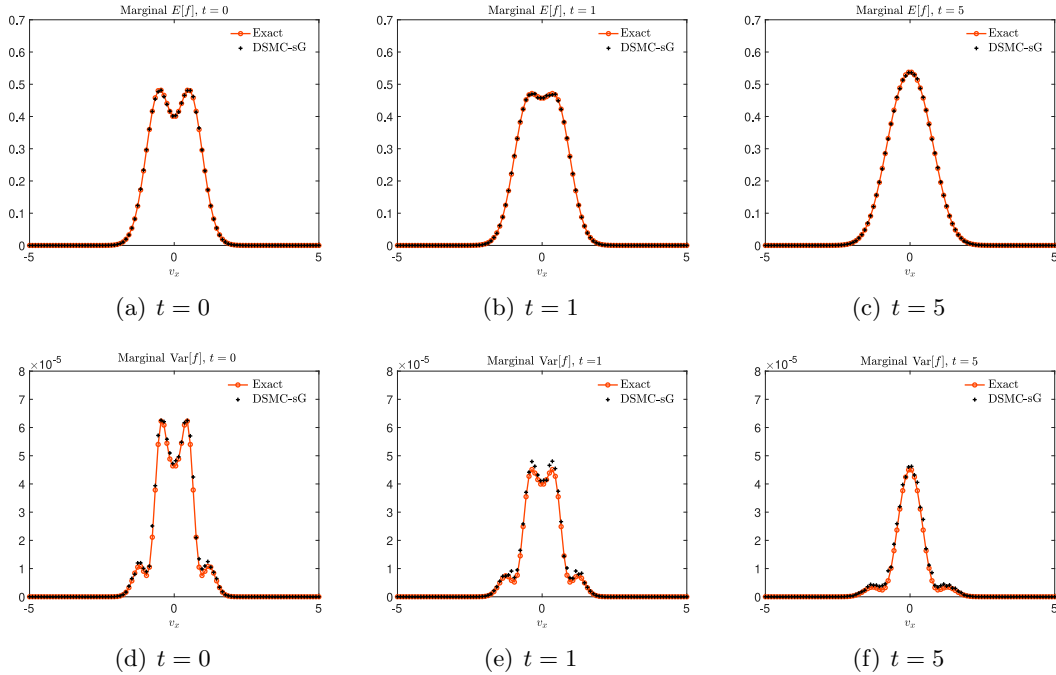 Marginal E[f], t = 0
0.7
0.6
0.5
0.4
0.3
0.2
0.1
0
-5
0
5
v_x
Exact
DSMC-sG
(a) t = 0
Marginal E[f], t = 1
0.7
0.6
0.5
0.4
0.3
0.2
0.1
0
-5
0
5
v_x
Exact
DSMC-sG
(b) t = 1
Marginal E[f], t = 5
0.7
0.6
0.5
0.4
0.3
0.2
0.1
0
-5
0
5
v_x
Exact
DSMC-sG
(c) t = 5
Marginal Var[f], t = 0
×10⁻⁵
8
7
6
5
4
3
2
1
0
-5
0
5
v_x
Exact
DSMC-sG
(d) t = 0
Marginal Var[f], t =1
×10⁻⁵
8
7
6
5
4
3
2
1
0
-5
0
5
v_x
Exact
DSMC-sG
(e) t = 1
Marginal Var[f], t = 5
×10⁻⁵
8
7
6
5
4
3
2
1
0
-5
0
5
v_x
Exact
DSMC-sG
(f) t = 5